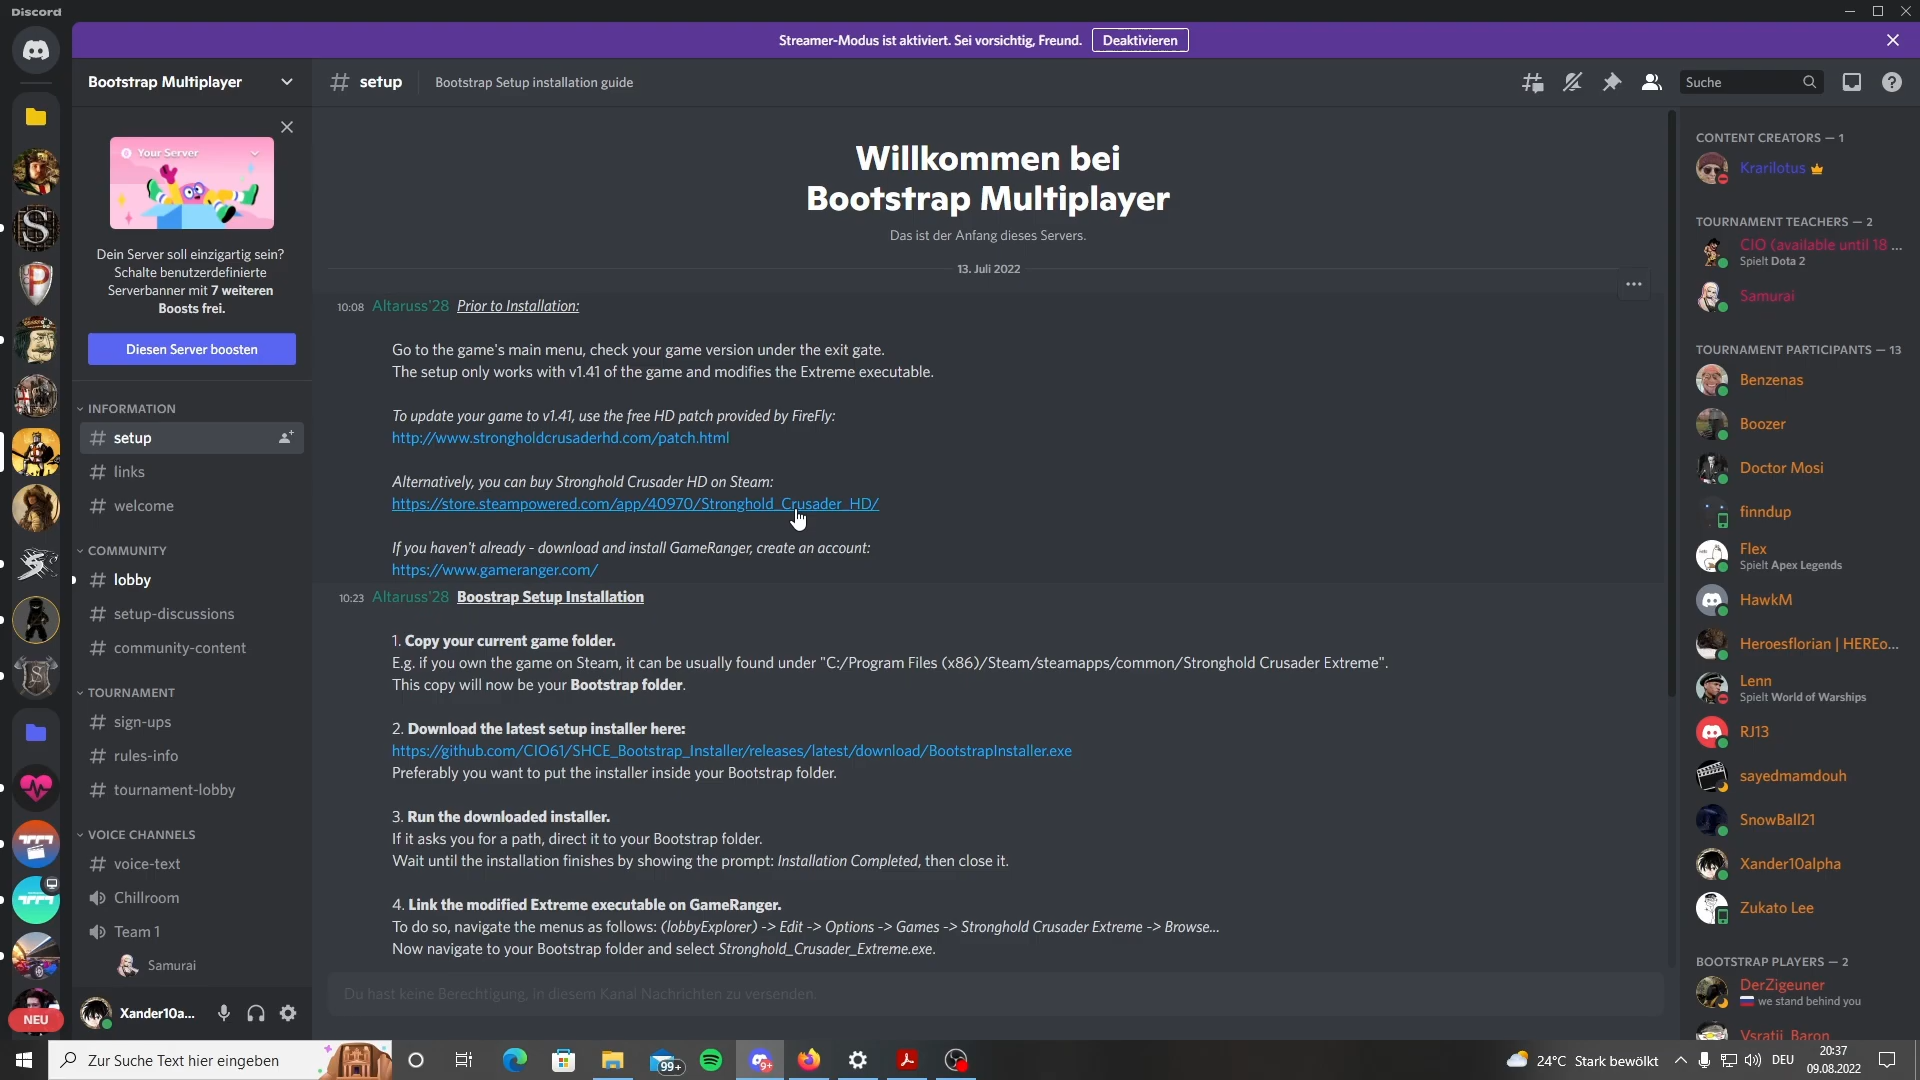 Discord
Streamer-Modus ist aktiviert. Sei vorsichtig, Freund.
Deaktivieren
Bootstrap Multiplayer
setup
Bootstrap Setup installation guide
Suche
Your Server
Dein Server soll einzigartig sein?
Schalte benutzerdefinierte
Serverbanner mit 7 weiteren
Boosts frei.
Diesen Server boosten
INFORMATION
# setup
# links
# welcome
COMMUNITY
# lobby
# setup-discussions
# community-content
TOURNAMENT
# sign-ups
# rules-info
# tournament-lobby
VOICE CHANNELS
# voice-text
Chillroom
Team 1
Samurai
NEU
Xander10a...
Willkommen bei
Bootstrap Multiplayer
Das ist der Anfang dieses Servers.
13. Juli 2022
10:08 Altaruss'28 Prior to Installation:
Go to the game's main menu, check your game version under the exit gate.
The setup only works with v1.41 of the game and modifies the Extreme executable.
To update your game to v1.41, use the free HD patch provided by FireFly:
http://www.strongholdcrusaderhd.com/patch.html
Alternatively, you can buy Stronghold Crusader HD on Steam:
https://store.steampowered.com/app/40970/Stronghold_Crusader_HD/
If you haven't already - download and install GameRanger, create an account:
https://www.gameranger.com/
10:23 Altaruss'28 Boostrap Setup Installation
1. Copy your current game folder.
E.g. if you own the game on Steam, it can be usually found under "C:/Program Files (x86)/Steam/steamapps/common/Stronghold Crusader Extreme".
This copy will now be your Bootstrap folder.
2. Download the latest setup installer here:
https://github.com/CIO61/SHCE_Bootstrap_Installer/releases/latest/download/BootstrapInstaller.exe
Preferably you want to put the installer inside your Bootstrap folder.
3. Run the downloaded installer.
If it asks you for a path, direct it to your Bootstrap folder.
Wait until the installation finishes by showing the prompt: Installation Completed, then close it.
4. Link the modified Extreme executable on GameRanger.
To do so, navigate the menus as follows: (lobbyExplorer) -> Edit -> Options -> Games -> Stronghold Crusader Extreme -> Browse...
Now navigate to your Bootstrap folder and select Stronghold_Crusader_Extreme.exe.
Du hast keine Berechtigung, in diesem Kanal Nachrichten zu versenden.
CONTENT CREATORS — 1
Krarilotus
TOURNAMENT TEACHERS — 2
CIO (available until 18 ...
Spielt Dota 2
Samurai
TOURNAMENT PARTICIPANTS — 13
Benzenas
Boozer
Doctor Mosi
finndup
Flex
Spielt Apex Legends
HawkM
Heroesflorian | HEREo...
Lenn
Spielt World of Warships
RJ13
sayedmamdouh
SnowBall21
Xander10alpha
Zukato Lee
BOOTSTRAP PLAYERS — 2
DerZigeuner
we stand behind you
Vsratij_Baron
Zur Suche Text hier eingeben
99+
9+
24°C Stark bewölkt
DEU
20:37
09.08.2022